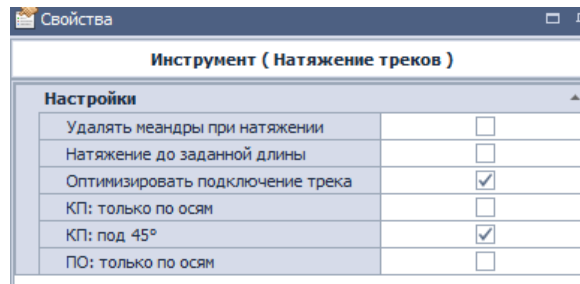 Свойства
Инструмент ( Натяжение треков )
Настройки
Удалять меандры при натяжении
Натяжение до заданной длины
Оптимизировать подключение трека
КП: только по осям
КП: под 45°
ПО: только по осям